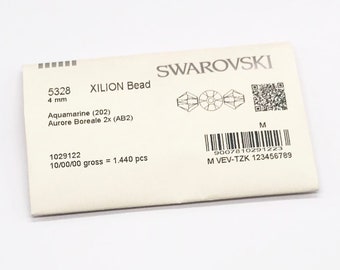 SWAROVSKI
5328 XILION Bead
4 mm
Aquamarine (202)
Aurore Boreale 2x (AB2)
M
1029122
10/00/00 gross = 1.440 pcs
9007810291223
M VEV-TZK 123456789